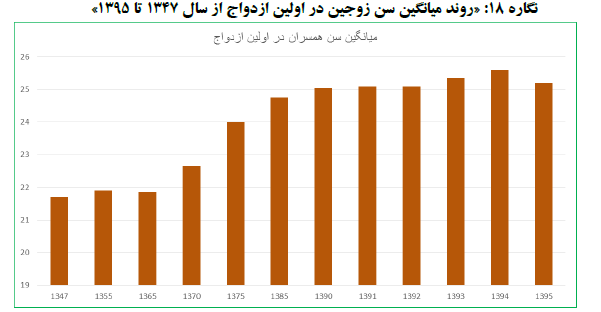 نگاره ۱۸: «روند میانگین سن زوجین در اولین ازدواج از سال ۱۳۴۷ تا ۱۳۹۵»
میانگین سن همسران در اولین ازدواج
26
25
24
23
22
21
20
19
1347 1355 1365 1370 1375 1385 1390 1391 1392 1393 1394 1395